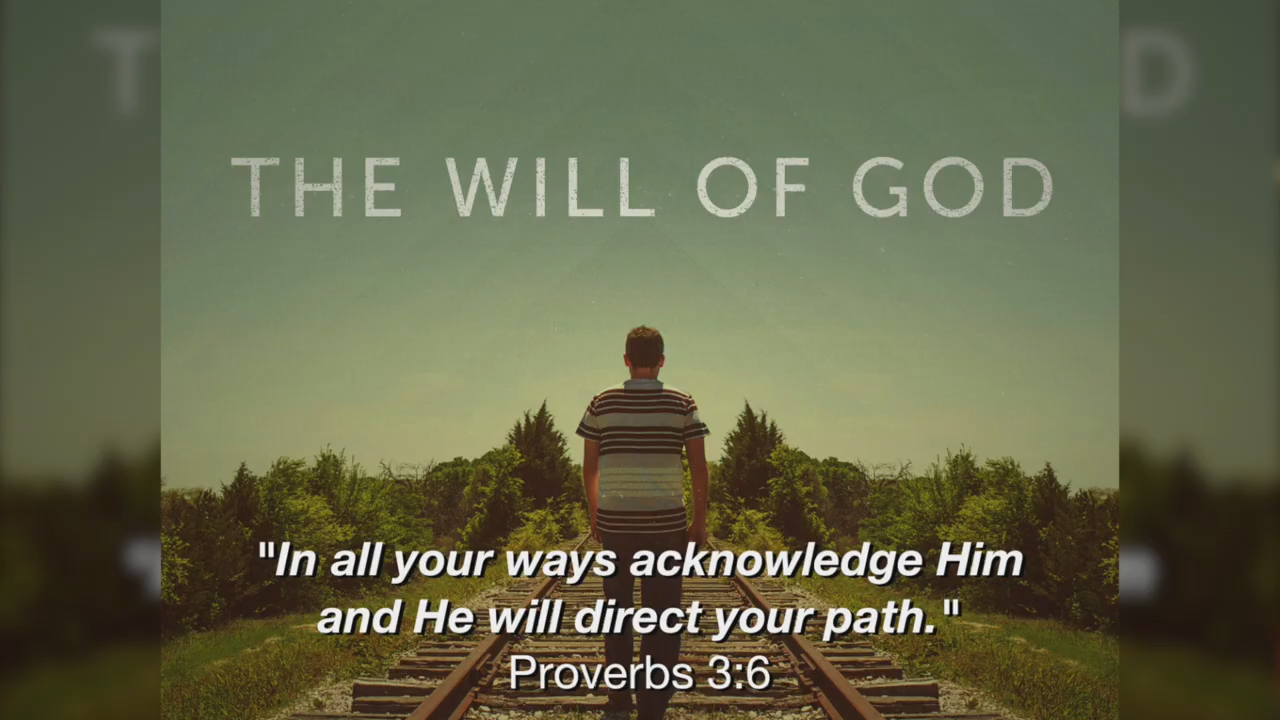 THE WILL OF GOD
"In all your ways acknowledge Him
and He will direct your path."
Proverbs 3:6